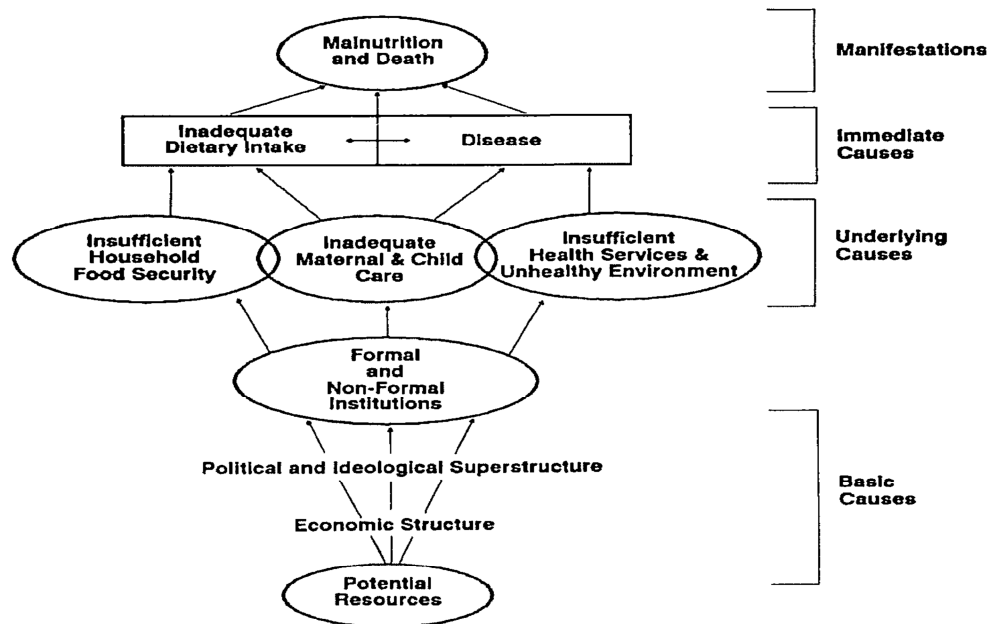 Malnutrition
and Death
Manifestations
Inadequate
Dietary Intake
Disease
Immediate
Causes
Insufficient
Household
Food Security
Inadequate
Maternal & Child
Care
Insufficient
Health Services &
Unhealthy Environment
Underlying
Causes
Formal
and
Non-Formal
Institutions
Political and Ideological Superstructure
Economic Structure
Basic
Causes
Potential
Resources